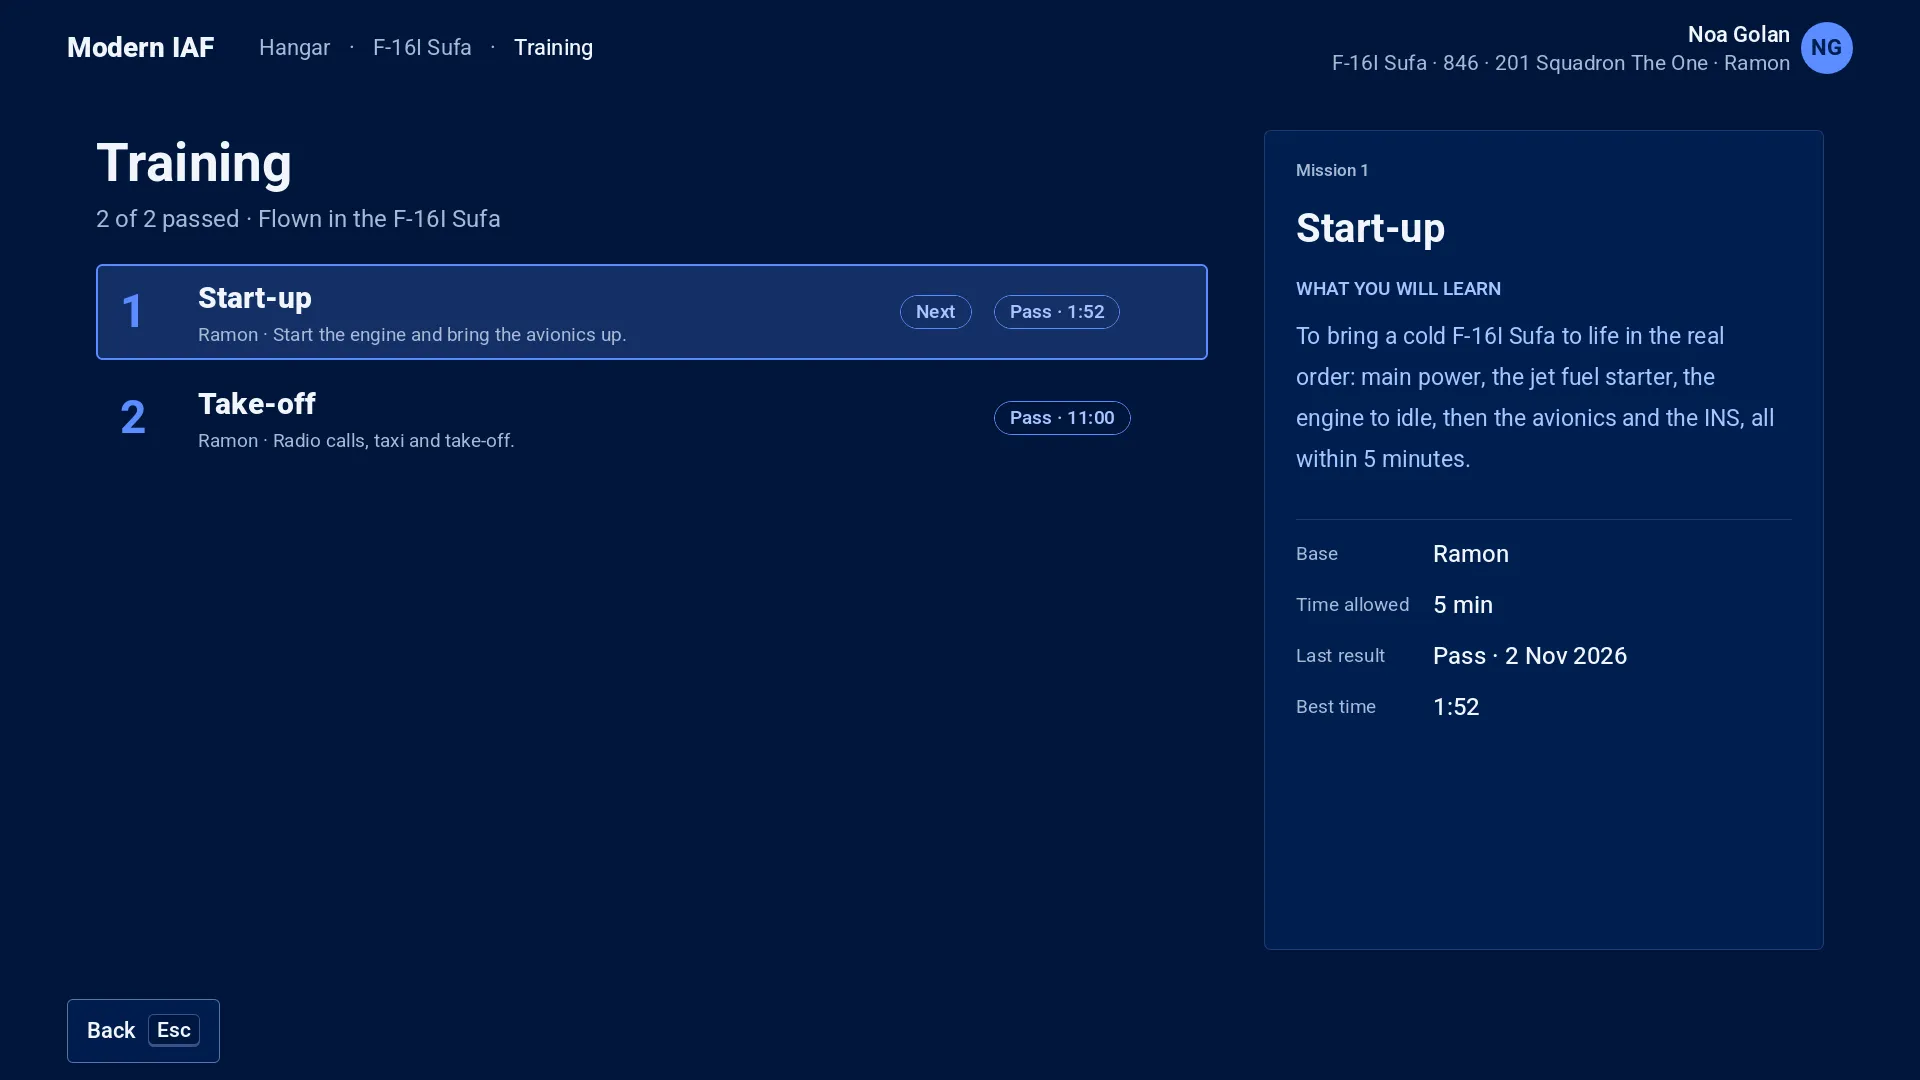 Modern IAF
Hangar · F-16I Sufa · Training
Noa Golan
F-16I Sufa · 846 · 201 Squadron The One · Ramon
NG
Training
2 of 2 passed · Flown in the F-16I Sufa
1
Start-up
Ramon · Start the engine and bring the avionics up.
Next
Pass · 1:52
2
Take-off
Ramon · Radio calls, taxi and take-off.
Pass · 11:00
Mission 1
Start-up
WHAT YOU WILL LEARN
To bring a cold F-16I Sufa to life in the real
order: main power, the jet fuel starter, the
engine to idle, then the avionics and the INS, all
within 5 minutes.
Base Ramon
Time allowed 5 min
Last result Pass · 2 Nov 2026
Best time 1:52
Back Esc